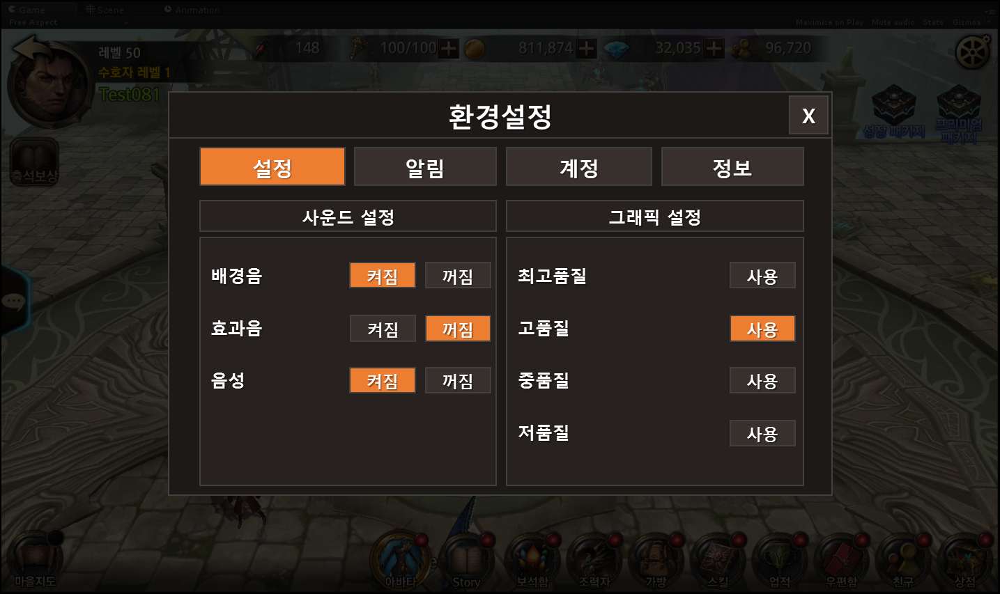 Game
Scene
Animation
Free Aspect
Maximize on Play
Mute audio
Stats
Gizmos
레벨 50
수호자 레벨 1
Test081
148
100/100
811,874
32,035
96,720
성장 패키지
프리미엄
패키지
출석보상
환경설정
X
설정
알림
계정
정보
사운드 설정
그래픽 설정
배경음 켜짐 꺼짐
효과음 켜짐 꺼짐
음성 켜짐 꺼짐
최고품질 사용
고품질 사용
중품질 사용
저품질 사용
마을지도
아바타
Story
보석함
조력자
가방
스킬
업적
우편함
친구
상점